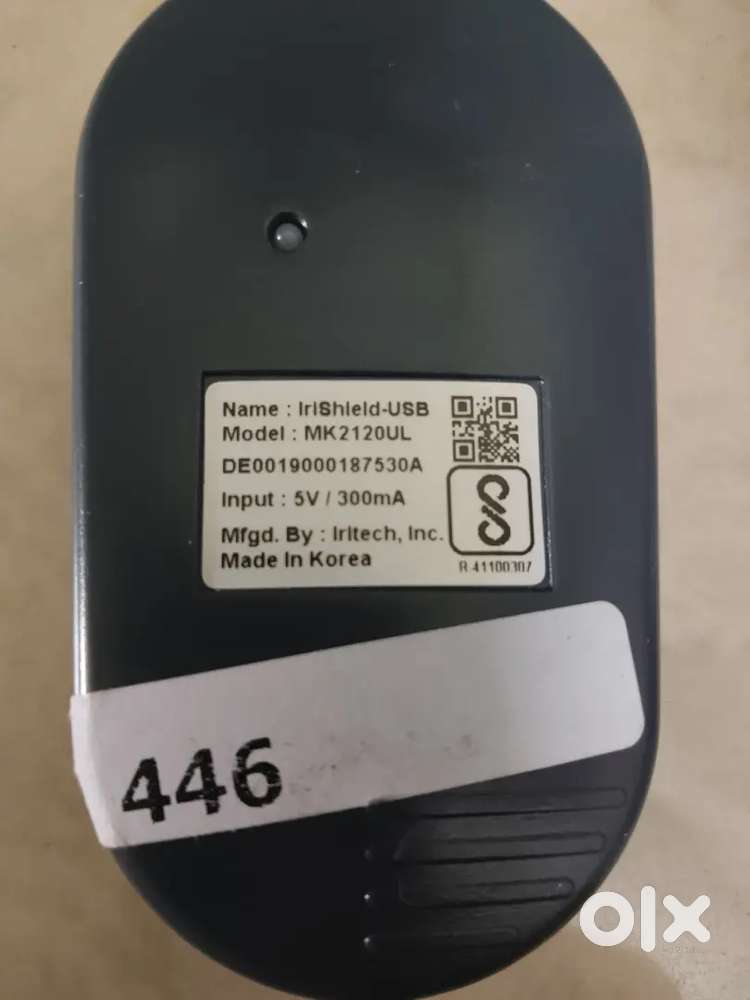 Name : IriShield-USB
Model : MK2120UL
DE0019000187530A
Input : 5V / 300mA
Mfgd. By : Iritech, Inc.
Made In Korea
R-41100307
446
olx